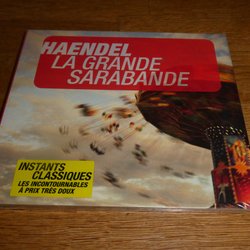 HAENDEL
LA GRANDE
SARABANDE
INSTANTS
CLASSIQUES
LES INCONTOURNABLES
À PRIX TRÈS DOUX